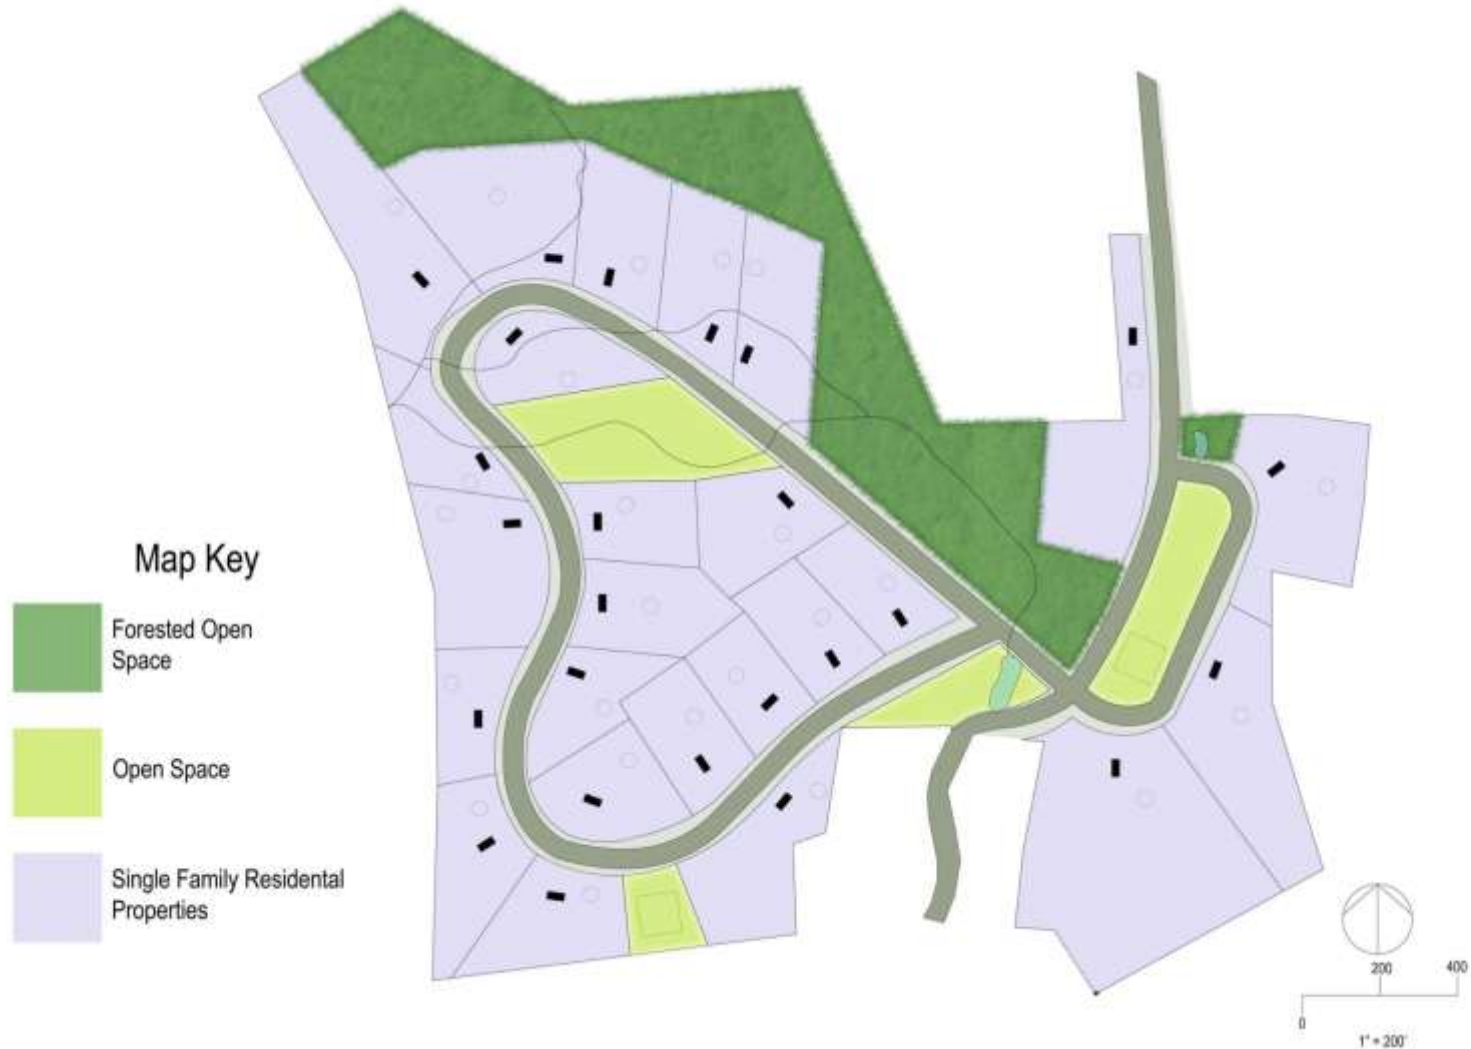 Map Key
Forested Open
Space
Open Space
Single Family Residental
Properties
200
400
0
1" = 200'